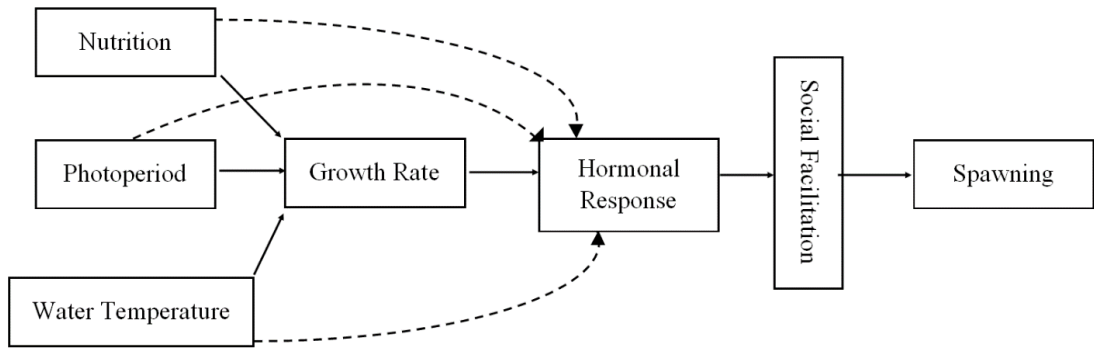 Nutrition
Photoperiod
Water Temperature
Growth Rate
Hormonal
Response
Social Facilitation
Spawning